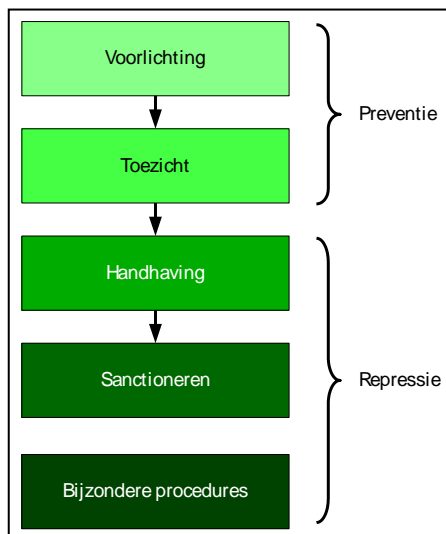 Voorlichting
Preventie
Toezicht
Handhaving
Sanctioneren
Repressie
Bijzondere procedures